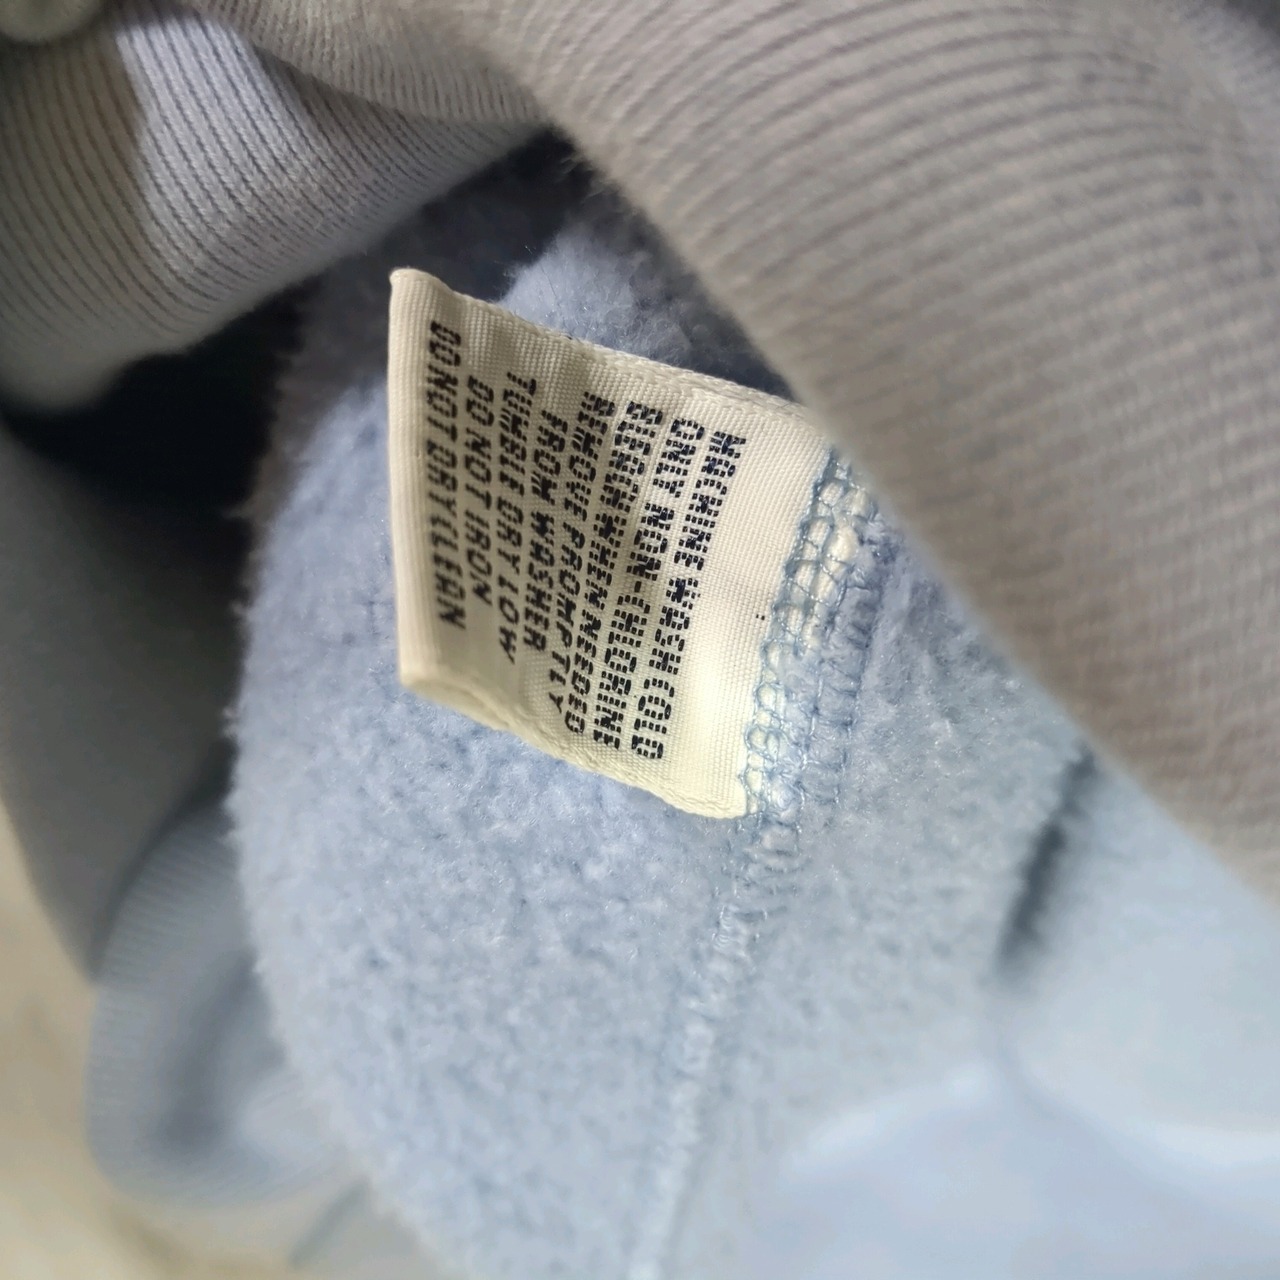 MACHINE WASH COLD
ONLY NON-CHLORINE
BLEACH WHEN NEEDED
REMOVE PROMPTLY
FROM WASHER
TUMBLE DRY LOW
DO NOT IRON
DO NOT DRYCLEAN